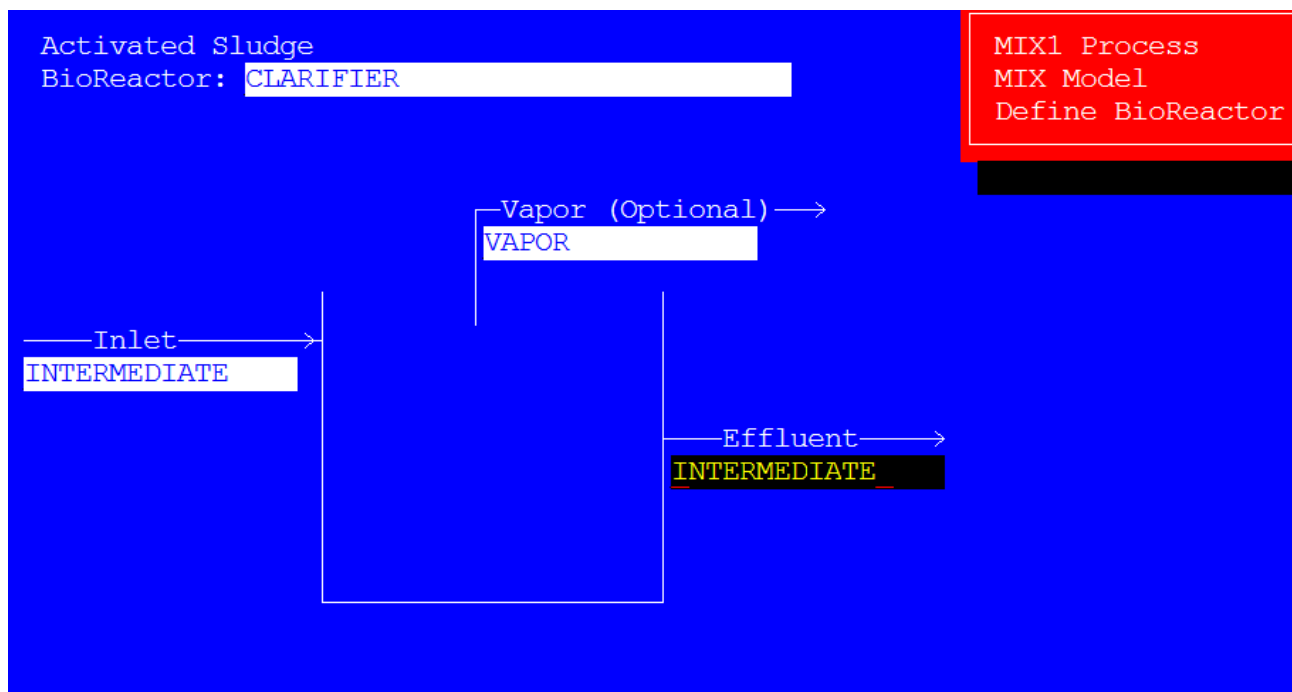 Activated Sludge
BioReactor: CLARIFIER
MIX1 Process
MIX Model
Define BioReactor
Vapor (Optional)
VAPOR
Inlet
INTERMEDIATE
Effluent
INTERMEDIATE